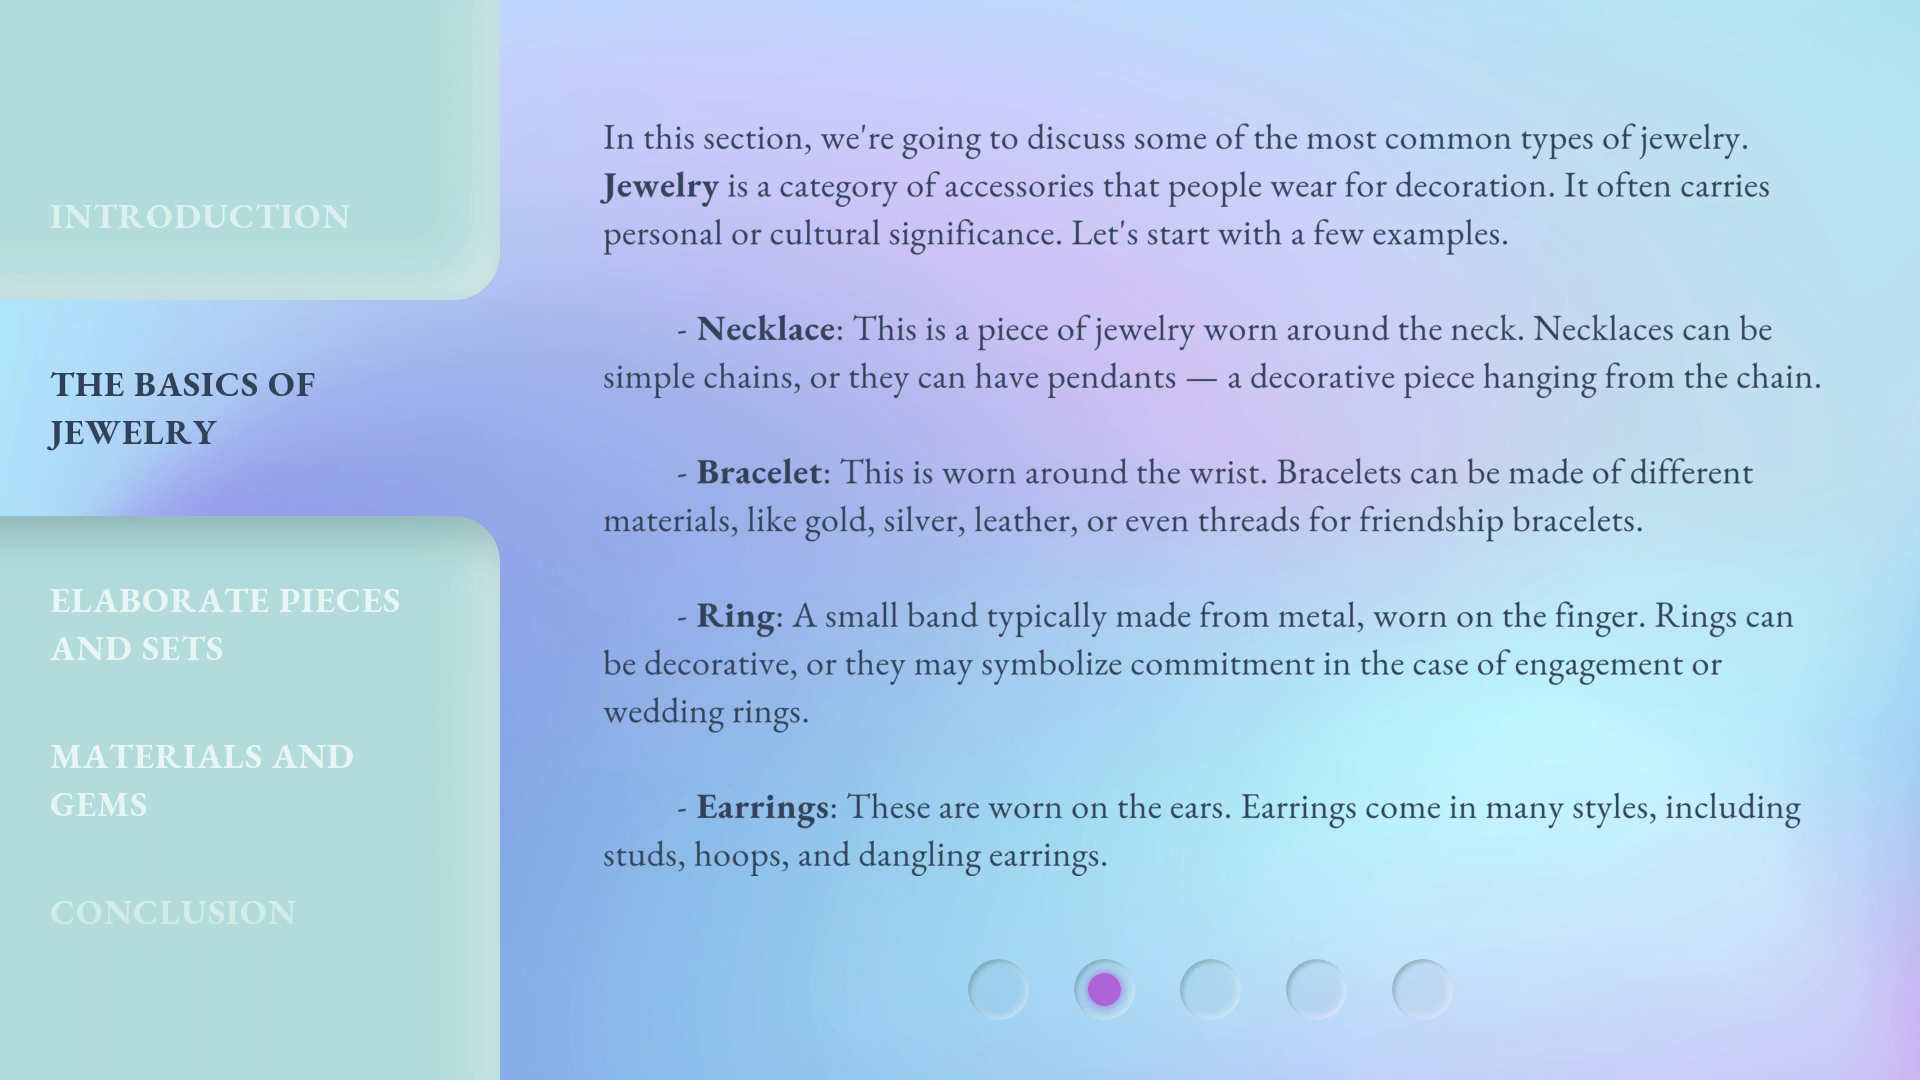 INTRODUCTION
THE BASICS OF
JEWELRY
ELABORATE PIECES
AND SETS
MATERIALS AND
GEMS
CONCLUSION
In this section, we're going to discuss some of the most common types of jewelry.
Jewelry is a category of accessories that people wear for decoration. It often carries
personal or cultural significance. Let's start with a few examples.
- Necklace: This is a piece of jewelry worn around the neck. Necklaces can be
simple chains, or they can have pendants — a decorative piece hanging from the chain.
- Bracelet: This is worn around the wrist. Bracelets can be made of different
materials, like gold, silver, leather, or even threads for friendship bracelets.
- Ring: A small band typically made from metal, worn on the finger. Rings can
be decorative, or they may symbolize commitment in the case of engagement or
wedding rings.
- Earrings: These are worn on the ears. Earrings come in many styles, including
studs, hoops, and dangling earrings.